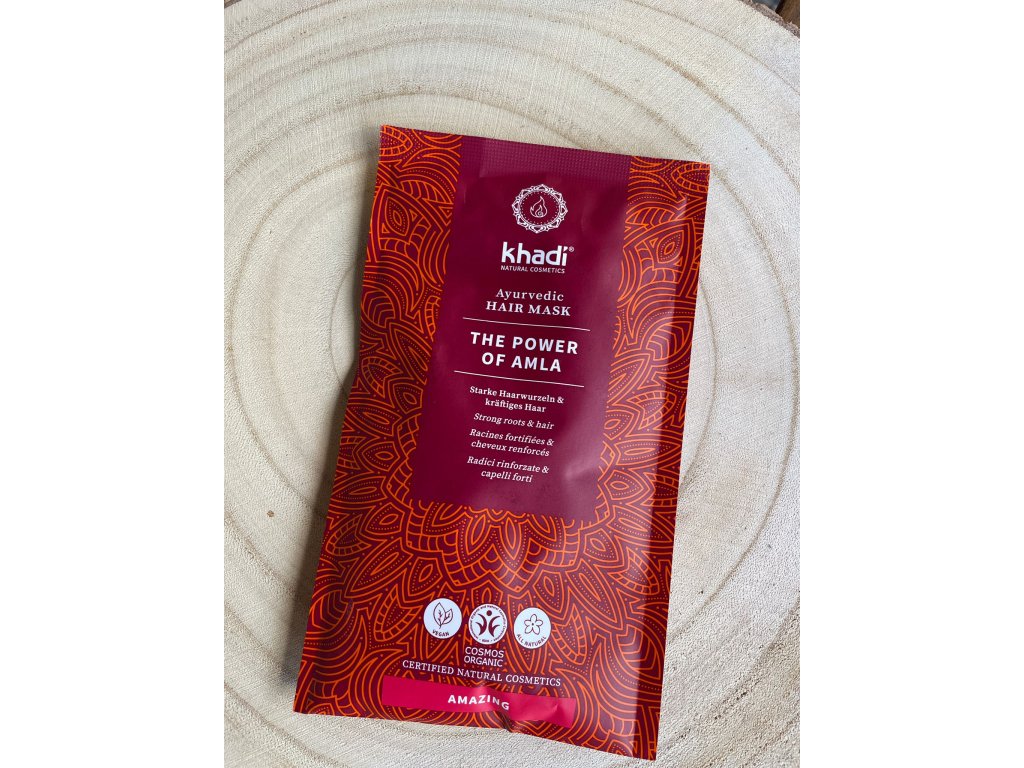 khadi®
NATURAL COSMETICS
Ayurvedic
HAIR MASK
THE POWER
OF AMLA
Starke Haarwurzeln &
kräftiges Haar
Strong roots & hair
Racines fortifiées &
cheveux renforcés
Radici rinforzate &
capelli forti
VEGAN
COSMOS
ORGANIC
ALL NATURAL
CERTIFIED NATURAL COSMETICS
AMAZING